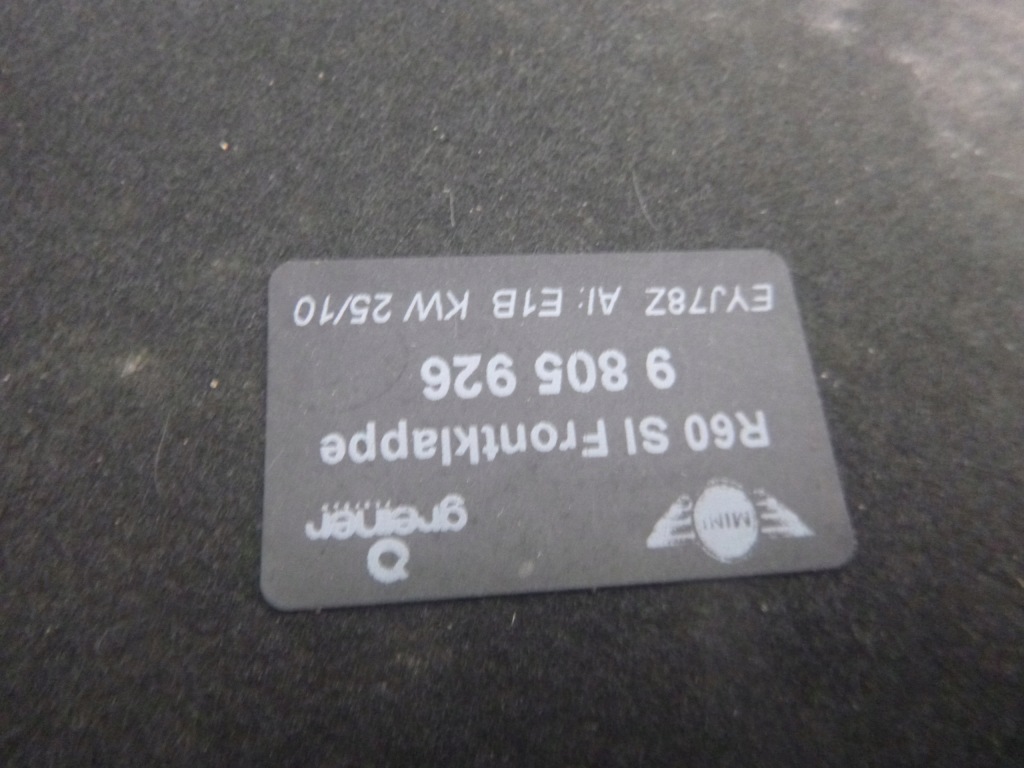 MINI greiner
R60 SI Frontklappe
9 805 926
EYJ78Z AI: E1B KW 25/10